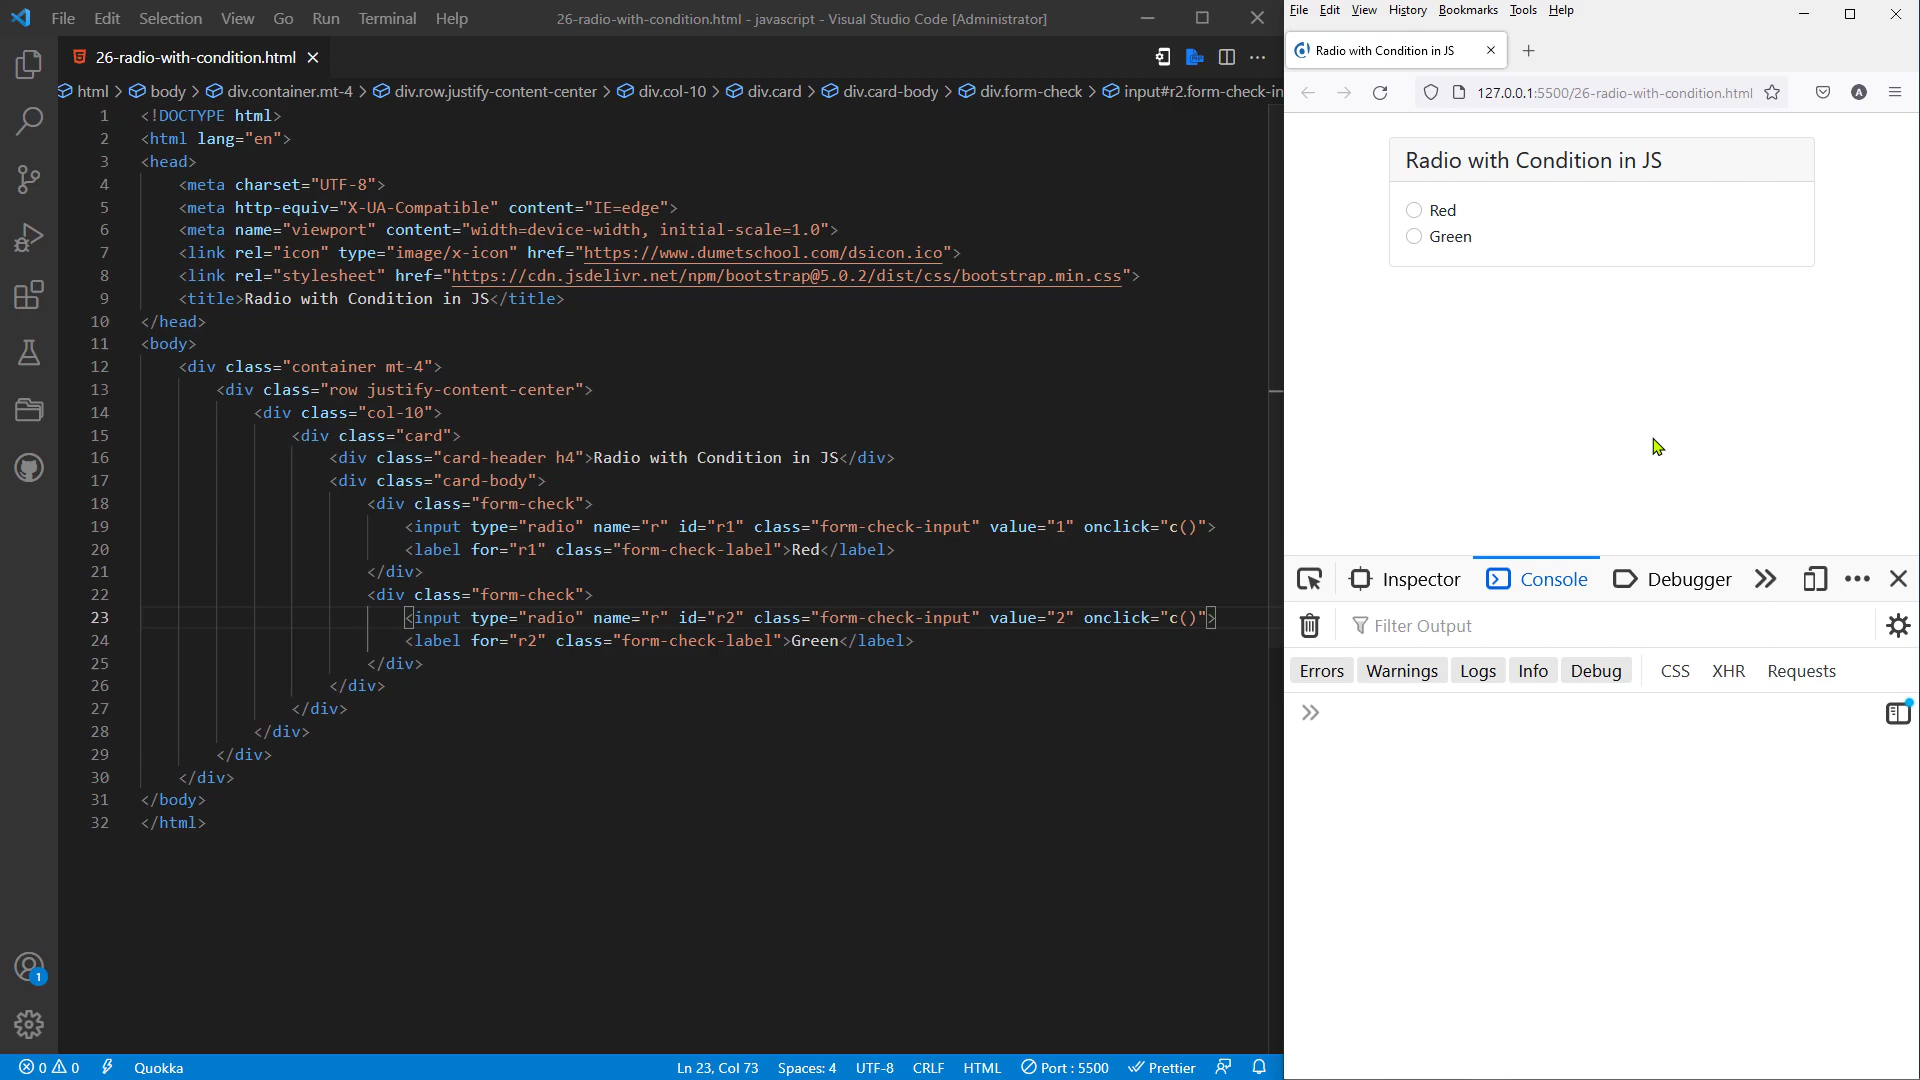 File Edit Selection View Go Run Terminal Help
26-radio-with-condition.html - javascript - Visual Studio Code [Administrator]
26-radio-with-condition.html
html > body > div.container.mt-4 > div.row.justify-content-center > div.col-10 > div.card > div.card-body > div.form-check > input#r2.form-check-in
1 <!DOCTYPE html>
2 <html lang="en">
3 <head>
4 <meta charset="UTF-8">
5 <meta http-equiv="X-UA-Compatible" content="IE=edge">
6 <meta name="viewport" content="width=device-width, initial-scale=1.0">
7 <link rel="icon" type="image/x-icon" href="https://www.dumetschool.com/dsicon.ico">
8 <link rel="stylesheet" href="https://cdn.jsdelivr.net/npm/bootstrap@5.0.2/dist/css/bootstrap.min.css">
9 <title>Radio with Condition in JS</title>
10 </head>
11 <body>
12 <div class="container mt-4">
13 <div class="row justify-content-center">
14 <div class="col-10">
15 <div class="card">
16 <div class="card-header h4">Radio with Condition in JS</div>
17 <div class="card-body">
18 <div class="form-check">
19 <input type="radio" name="r" id="r1" class="form-check-input" value="1" onclick="c()">
20 <label for="r1" class="form-check-label">Red</label>
21 </div>
22 <div class="form-check">
23 <input type="radio" name="r" id="r2" class="form-check-input" value="2" onclick="c()">
24 <label for="r2" class="form-check-label">Green</label>
25 </div>
26 </div>
27 </div>
28 </div>
29 </div>
30 </div>
31 </body>
32 </html>
1
0 0 Quokka Ln 23, Col 73 Spaces: 4 UTF-8 CRLF HTML Port : 5500 Prettier
File Edit View History Bookmarks Tools Help
Radio with Condition in JS
127.0.0.1:5500/26-radio-with-condition.html A
Radio with Condition in JS
Red
Green
Inspector Console Debugger
Filter Output
Errors Warnings Logs Info Debug CSS XHR Requests